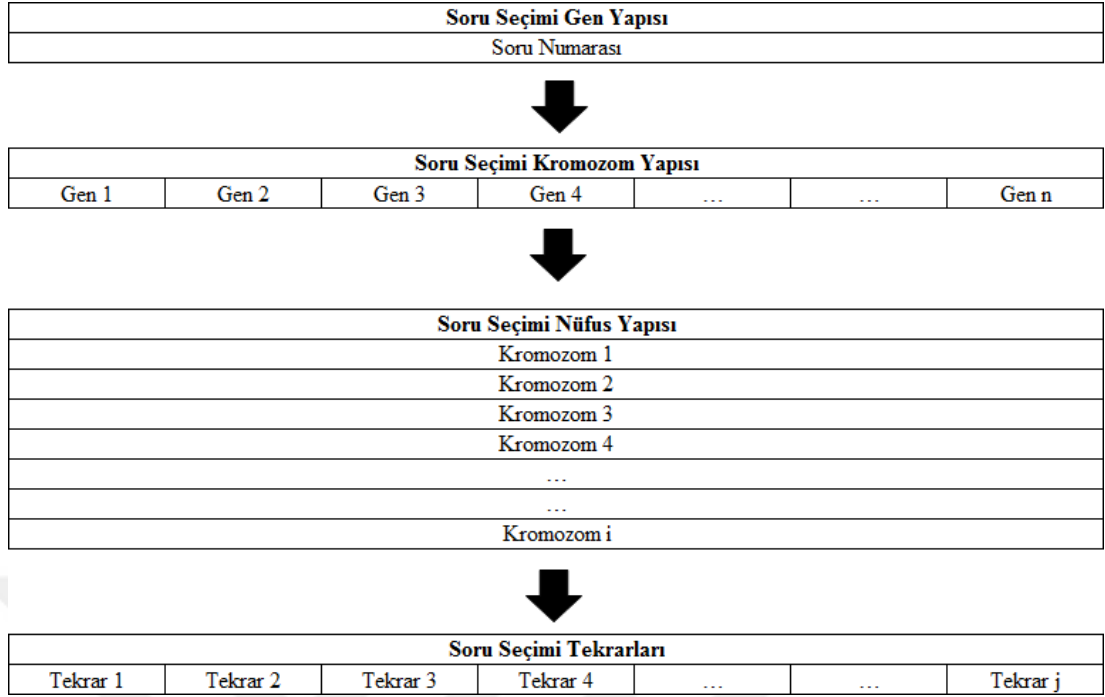 Soru Seçimi Gen Yapısı
Soru Numarası
Soru Seçimi Kromozom Yapısı
Gen 1 Gen 2 Gen 3 Gen 4 … … Gen n
Soru Seçimi Nüfus Yapısı
Kromozom 1
Kromozom 2
Kromozom 3
Kromozom 4
…
…
Kromozom i
Soru Seçimi Tekrarları
Tekrar 1 Tekrar 2 Tekrar 3 Tekrar 4 … … Tekrar j